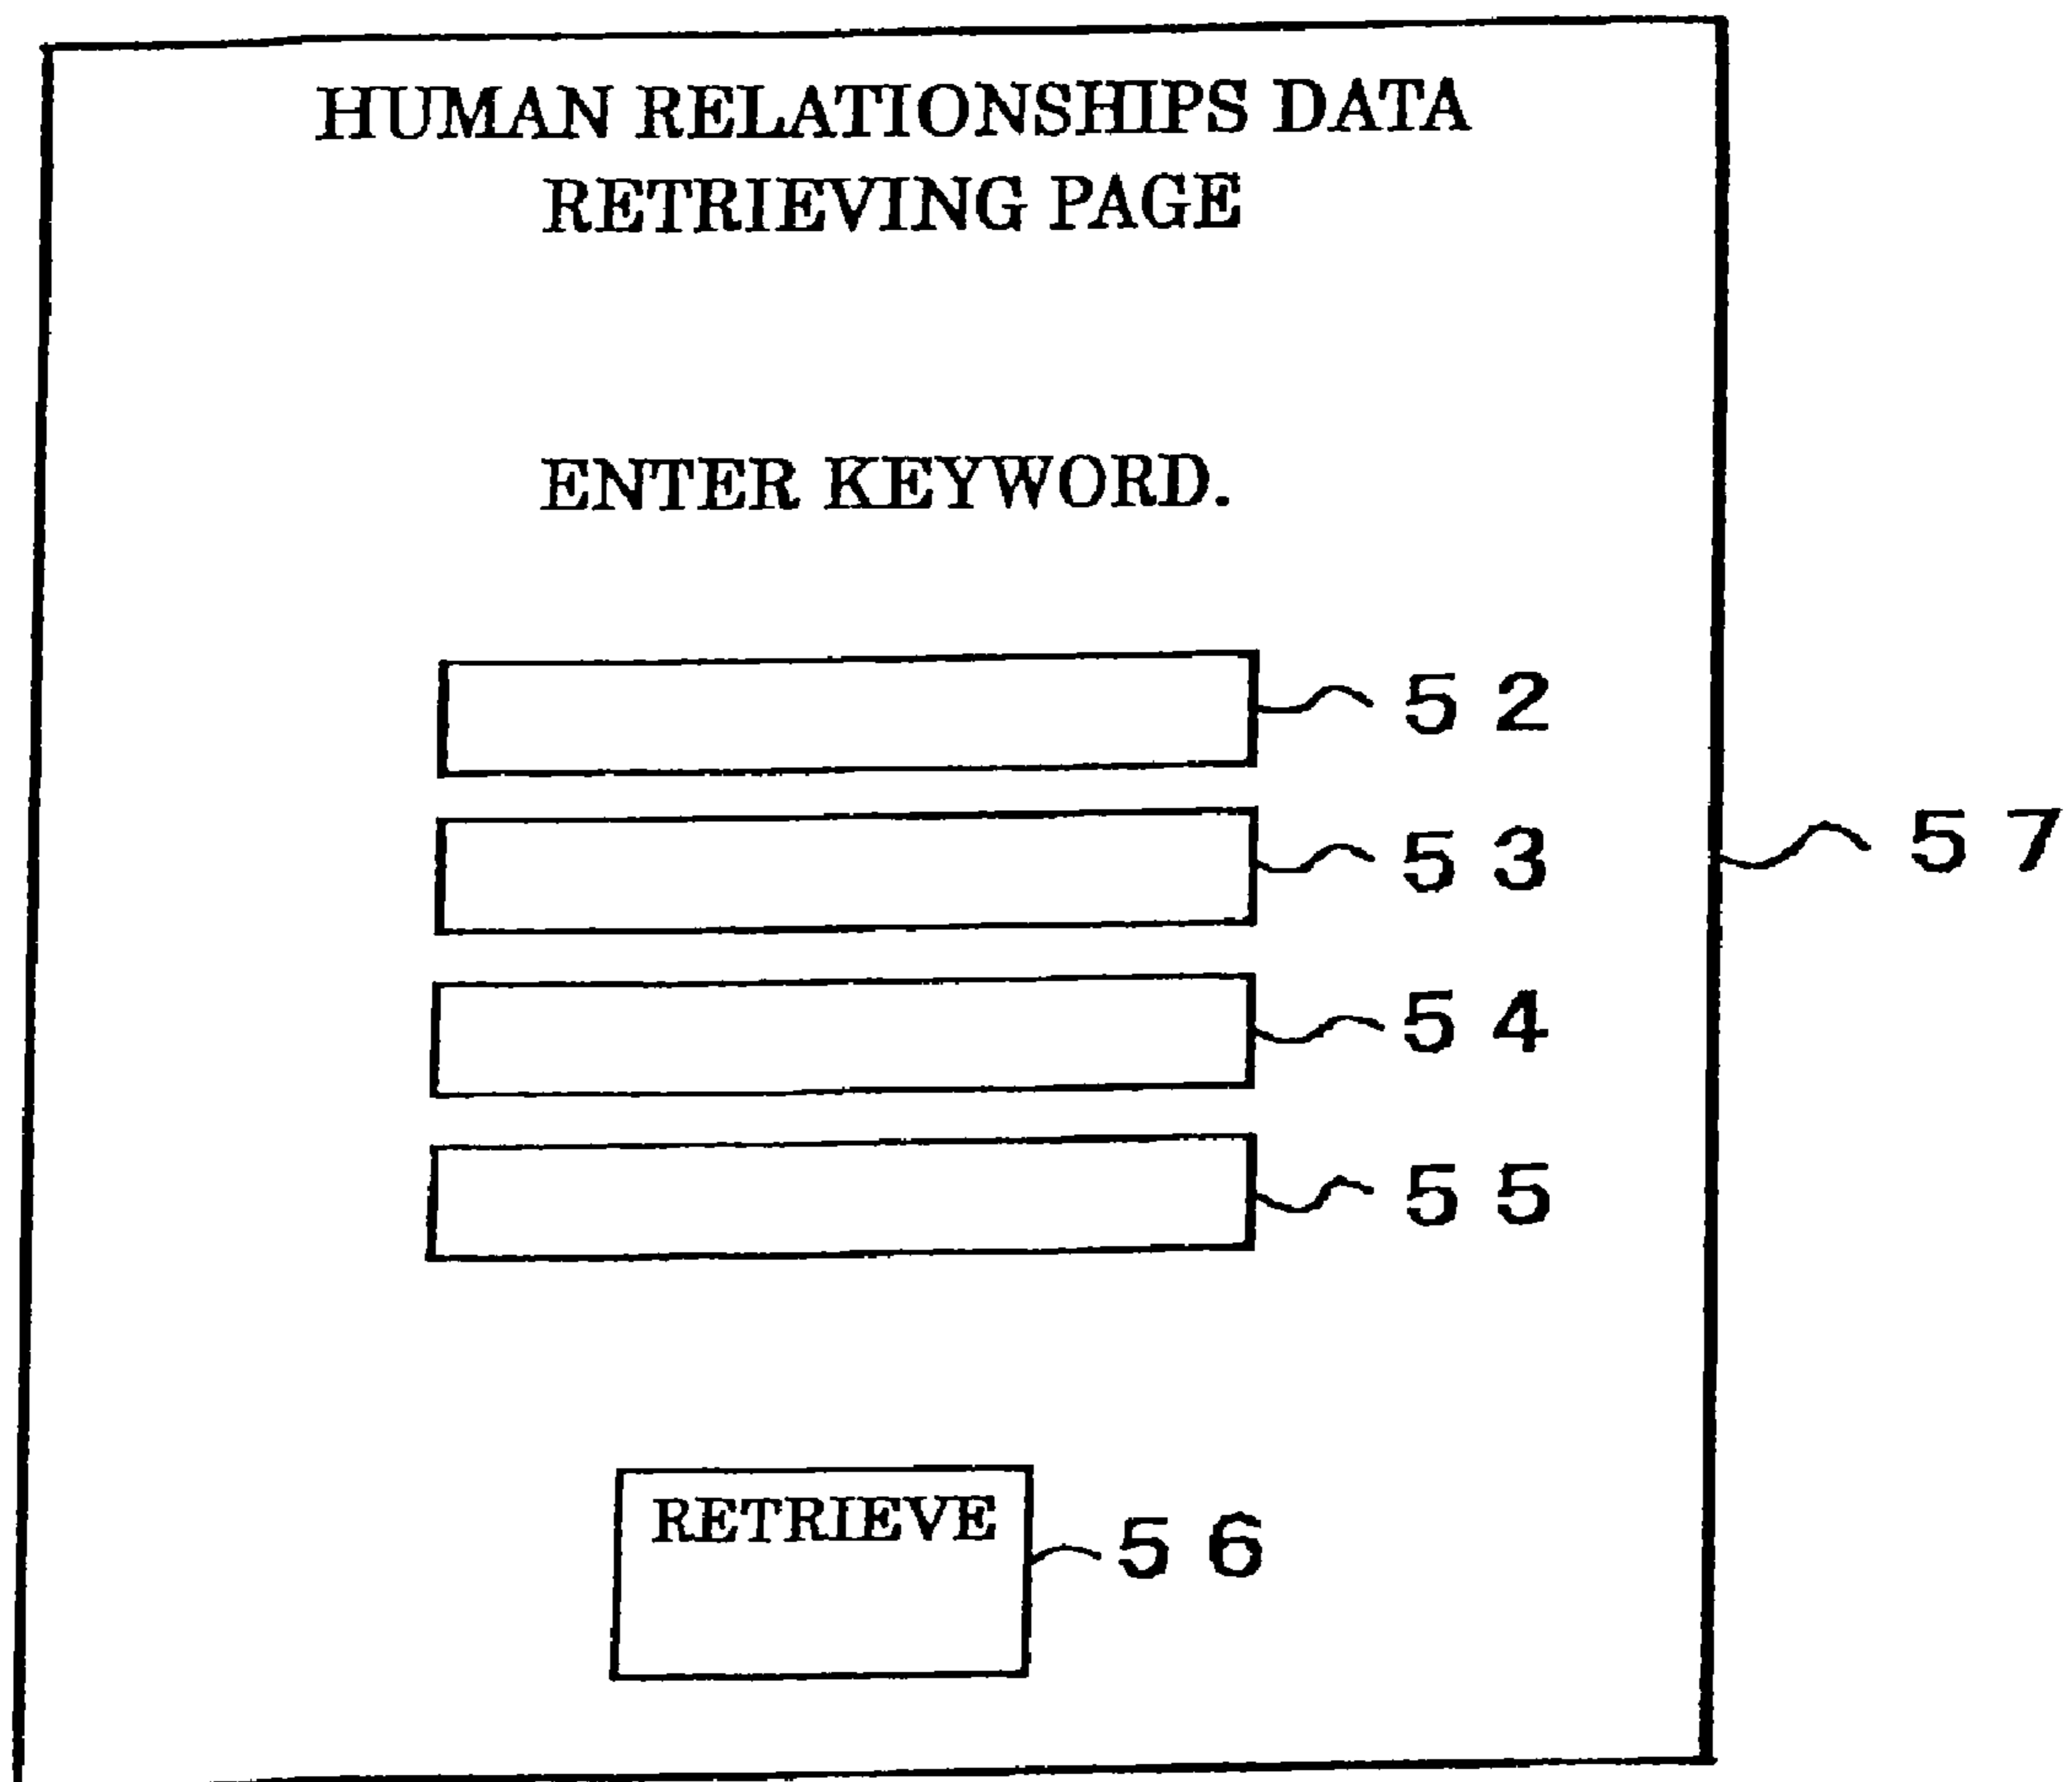 HUMAN RELATIONSHIPS DATA
RETRIEVING PAGE
ENTER KEYWORD.
52
53
57
54
55
RETRIEVE
56